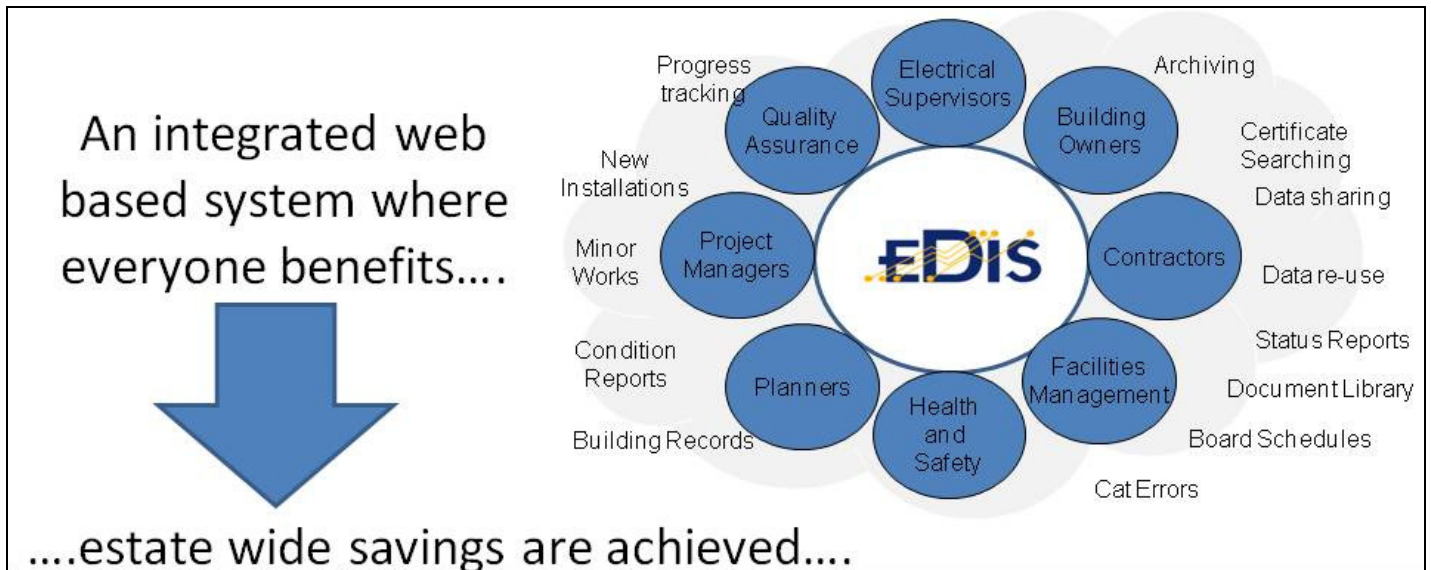 An integrated web
based system where
everyone benefits....
....estate wide savings are achieved....
Progress
tracking
New
Installations
Minor
Works
Condition
Reports
Building Records
Electrical
Supervisors
Quality
Assurance
Building
Owners
Project
Managers
EDIS
Contractors
Planners
Facilities
Management
Health
and
Safety
Archiving
Certificate
Searching
Data sharing
Data re-use
Status Reports
Document Library
Board Schedules
Cat Errors